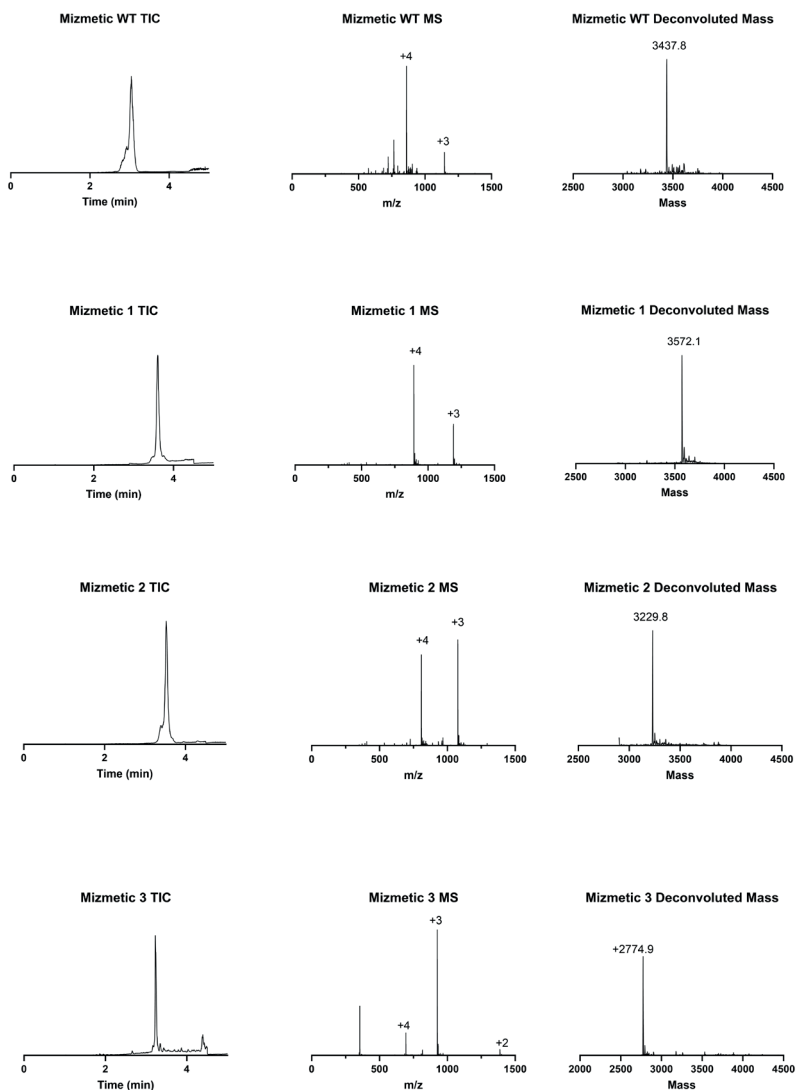 Mizmetic WT TIC
Mizmetic WT MS
Mizmetic WT Deconvoluted Mass
+4
+3
3437.8
0 2 4
Time (min)
0 500 1000 1500
m/z
2500 3000 3500 4000 4500
Mass
Mizmetic 1 TIC
Mizmetic 1 MS
Mizmetic 1 Deconvoluted Mass
+4
+3
3572.1
0 2 4
Time (min)
0 500 1000 1500
m/z
2500 3000 3500 4000 4500
Mass
Mizmetic 2 TIC
Mizmetic 2 MS
Mizmetic 2 Deconvoluted Mass
+4
+3
3229.8
0 2 4
Time (min)
0 500 1000 1500
m/z
2500 3000 3500 4000 4500
Mass
Mizmetic 3 TIC
Mizmetic 3 MS
Mizmetic 3 Deconvoluted Mass
+4
+3
+2
+2774.9
0 2 4
Time (min)
0 500 1000 1500
m/z
2000 2500 3000 3500 4000 4500
Mass